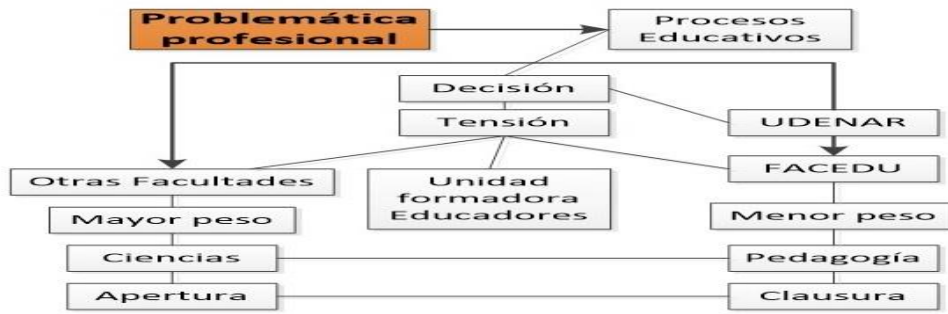 Problemática
profesional
Procesos
Educativos
Decisión
Tensión
UDENAR
Otras Facultades
Unidad
formadora
Educadores
FACEDU
Mayor peso
Menor peso
Ciencias
Pedagogía
Apertura
Clausura